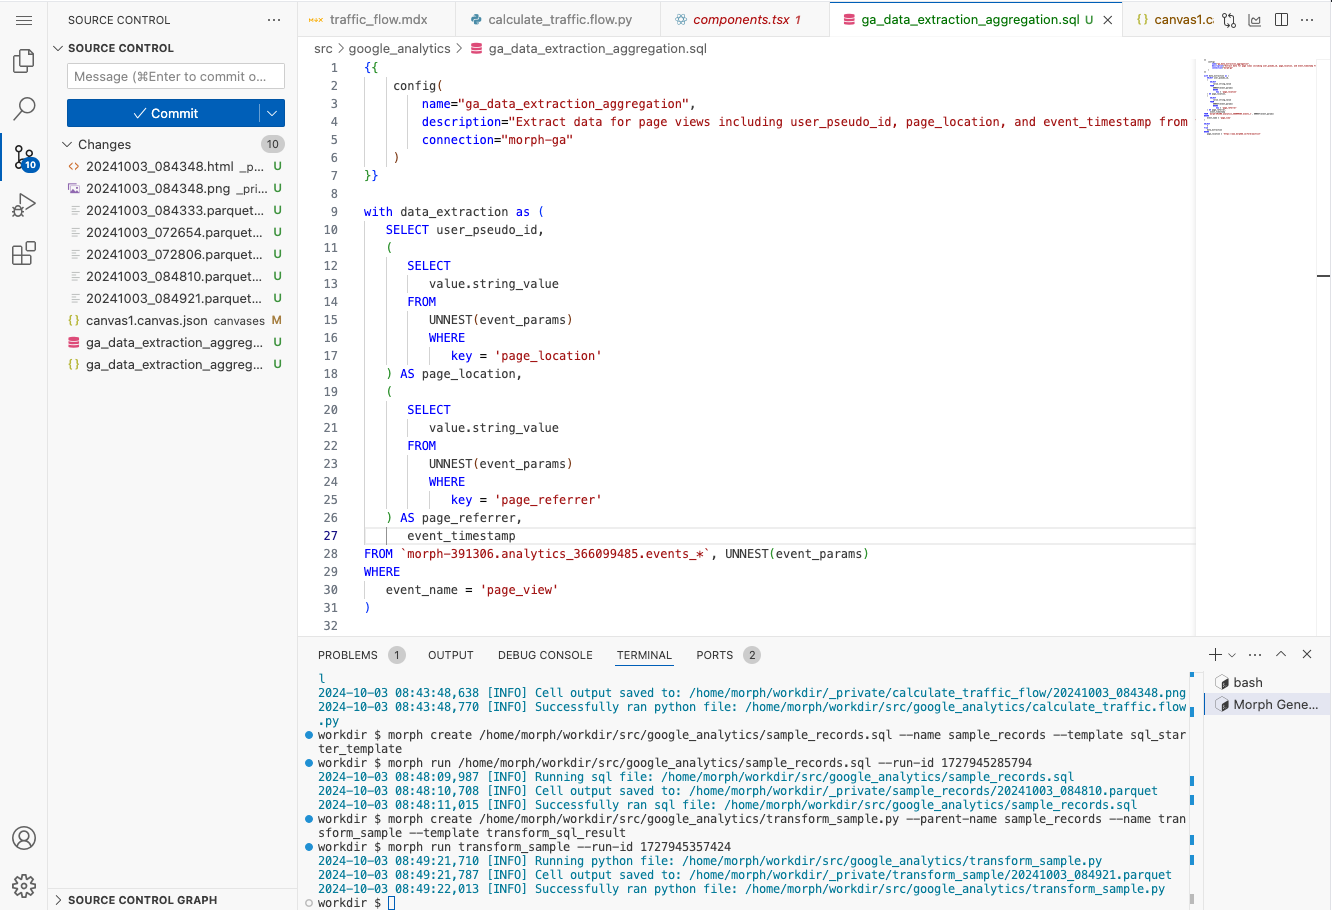 SOURCE CONTROL
SOURCE CONTROL
Message (⌘Enter to commit o...
Commit
Changes
10
20241003_084348.html _p... U
20241003_084348.png _pri... U
20241003_084333.parquet... U
20241003_072654.parquet... U
20241003_072806.parquet... U
20241003_084810.parquet... U
20241003_084921.parquet... U
canvas1.canvas.json canvases M
ga_data_extraction_aggreg... U
ga_data_extraction_aggreg... U
10
SOURCE CONTROL GRAPH
traffic_flow.mdx
calculate_traffic.flow.py
components.tsx 1
ga_data_extraction_aggregation.sql U
canvas1.ca
src > google_analytics > ga_data_extraction_aggregation.sql
1 {{
2 config(
3 name="ga_data_extraction_aggregation",
4 description="Extract data for page views including user_pseudo_id, page_location, and event_timestamp from
5 connection="morph-ga"
6 )
7 }}
8
9 with data_extraction as (
10 SELECT user_pseudo_id,
11 (
12 SELECT
13 value.string_value
14 FROM
15 UNNEST(event_params)
16 WHERE
17 key = 'page_location'
18 ) AS page_location,
19 (
20 SELECT
21 value.string_value
22 FROM
23 UNNEST(event_params)
24 WHERE
25 key = 'page_referrer'
26 ) AS page_referrer,
27 event_timestamp
28 FROM `morph-391306.analytics_366099485.events_*`, UNNEST(event_params)
29 WHERE
30 event_name = 'page_view'
31 )
32
PROBLEMS 1 OUTPUT DEBUG CONSOLE TERMINAL PORTS 2
l
2024-10-03 08:43:48,638 [INFO] Cell output saved to: /home/morph/workdir/_private/calculate_traffic_flow/20241003_084348.png
2024-10-03 08:43:48,770 [INFO] Successfully ran python file: /home/morph/workdir/src/google_analytics/calculate_traffic.flow
.py
workdir $ morph create /home/morph/workdir/src/google_analytics/sample_records.sql --name sample_records --template sql_star
ter_template
workdir $ morph run /home/morph/workdir/src/google_analytics/sample_records.sql --run-id 1727945285794
2024-10-03 08:48:09,987 [INFO] Running sql file: /home/morph/workdir/src/google_analytics/sample_records.sql
2024-10-03 08:48:10,708 [INFO] Cell output saved to: /home/morph/workdir/_private/sample_records/20241003_084810.parquet
2024-10-03 08:48:11,015 [INFO] Successfully ran sql file: /home/morph/workdir/src/google_analytics/sample_records.sql
workdir $ morph create /home/morph/workdir/src/google_analytics/transform_sample.py --parent-name sample_records --name tran
sform_sample --template transform_sql_result
workdir $ morph run transform_sample --run-id 1727945357424
2024-10-03 08:49:21,710 [INFO] Running python file: /home/morph/workdir/src/google_analytics/transform_sample.py
2024-10-03 08:49:21,787 [INFO] Cell output saved to: /home/morph/workdir/_private/transform_sample/20241003_084921.parquet
2024-10-03 08:49:22,013 [INFO] Successfully ran python file: /home/morph/workdir/src/google_analytics/transform_sample.py
workdir $
bash
Morph Gene...